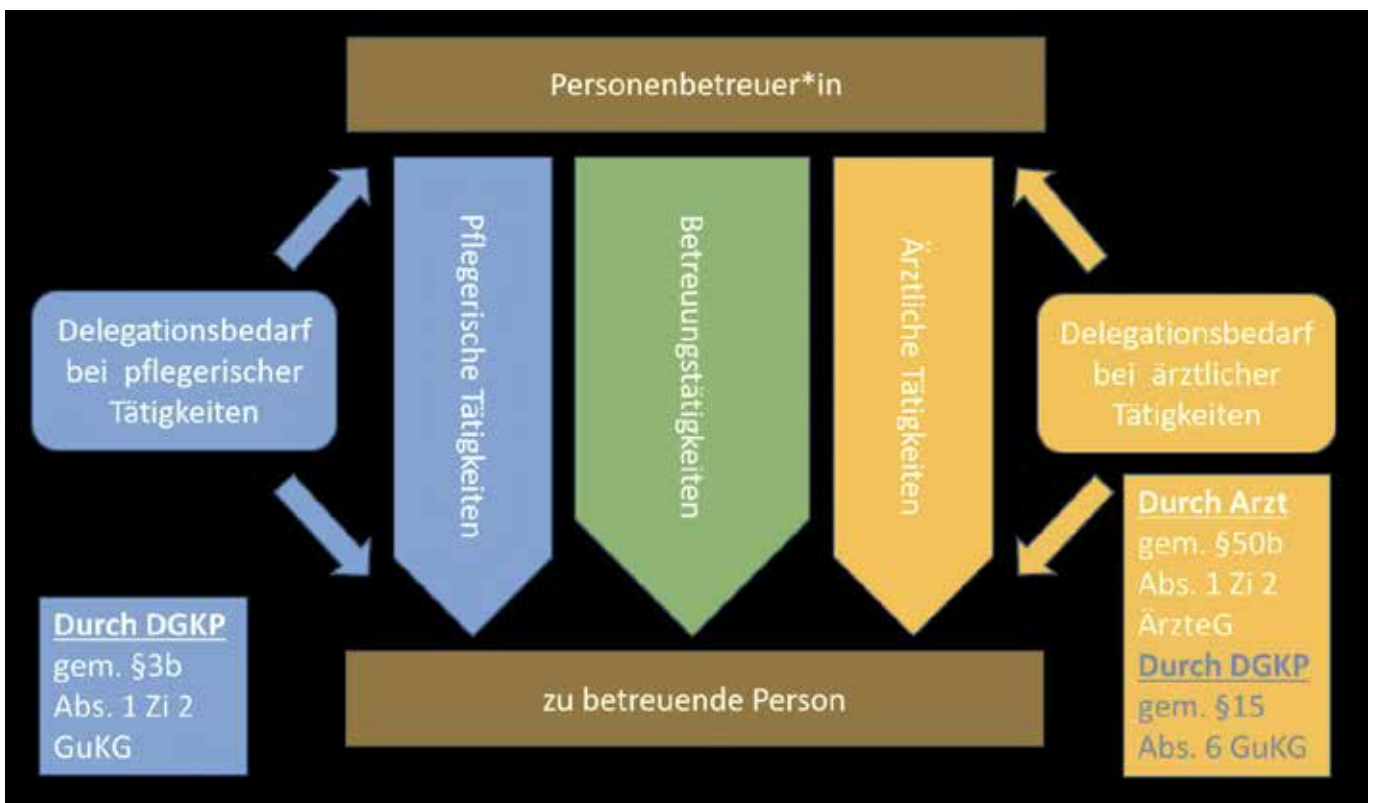 Personenbetreuer*in
Pflegerische Tätigkeiten
Betreuungstätigkeiten
Ärztliche Tätigkeiten
Delegationsbedarf
bei pflegerischer
Tätigkeiten
Delegationsbedarf
bei ärztlicher
Tätigkeiten
Durch DGKP
gem. §3b
Abs. 1 Zi 2
GuKG
zu betreuende Person
Durch Arzt
gem. §50b
Abs. 1 Zi 2
ÄrzteG
Durch DGKP
gem. §15
Abs. 6 GuKG